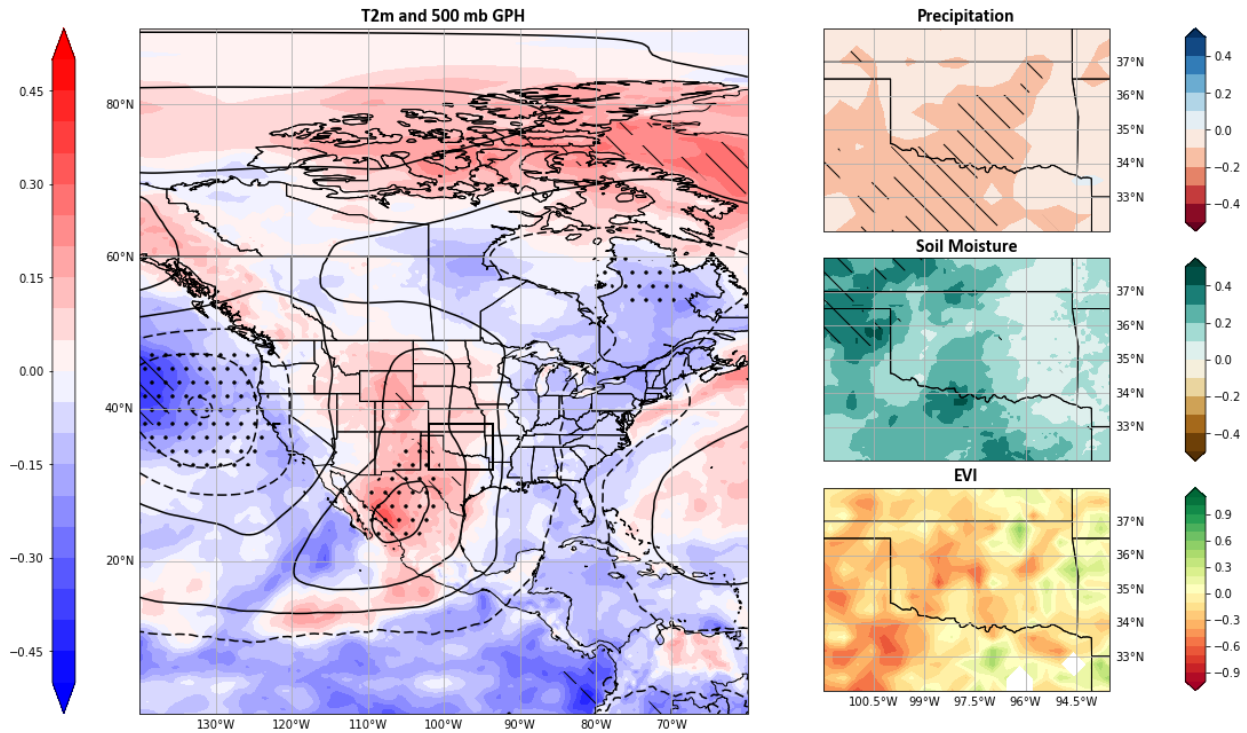 T2m and 500 mb GPH
0.45
0.30
0.15
0.00
−0.15
−0.30
−0.45
80°N
60°N
40°N
20°N
130°W 120°W 110°W 100°W 90°W 80°W 70°W
Precipitation
37°N
36°N
35°N
34°N
33°N
0.4
0.2
0.0
−0.2
−0.4
Soil Moisture
37°N
36°N
35°N
34°N
33°N
0.4
0.2
0.0
−0.2
−0.4
EVI
37°N
36°N
35°N
34°N
33°N
100.5°W 99°W 97.5°W 96°W 94.5°W
0.9
0.6
0.3
0.0
−0.3
−0.6
−0.9